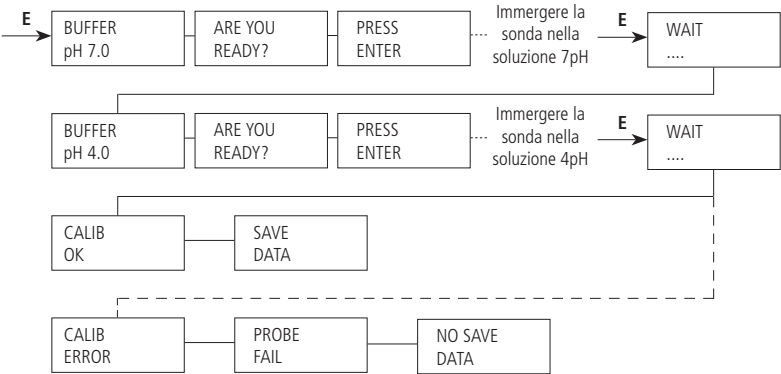 E
BUFFER
pH 7.0
ARE YOU
READY?
PRESS
ENTER
Immergere la
sonda nella
soluzione 7pH
E
WAIT
....
BUFFER
pH 4.0
ARE YOU
READY?
PRESS
ENTER
Immergere la
sonda nella
soluzione 4pH
E
WAIT
....
CALIB
OK
SAVE
DATA
CALIB
ERROR
PROBE
FAIL
NO SAVE
DATA